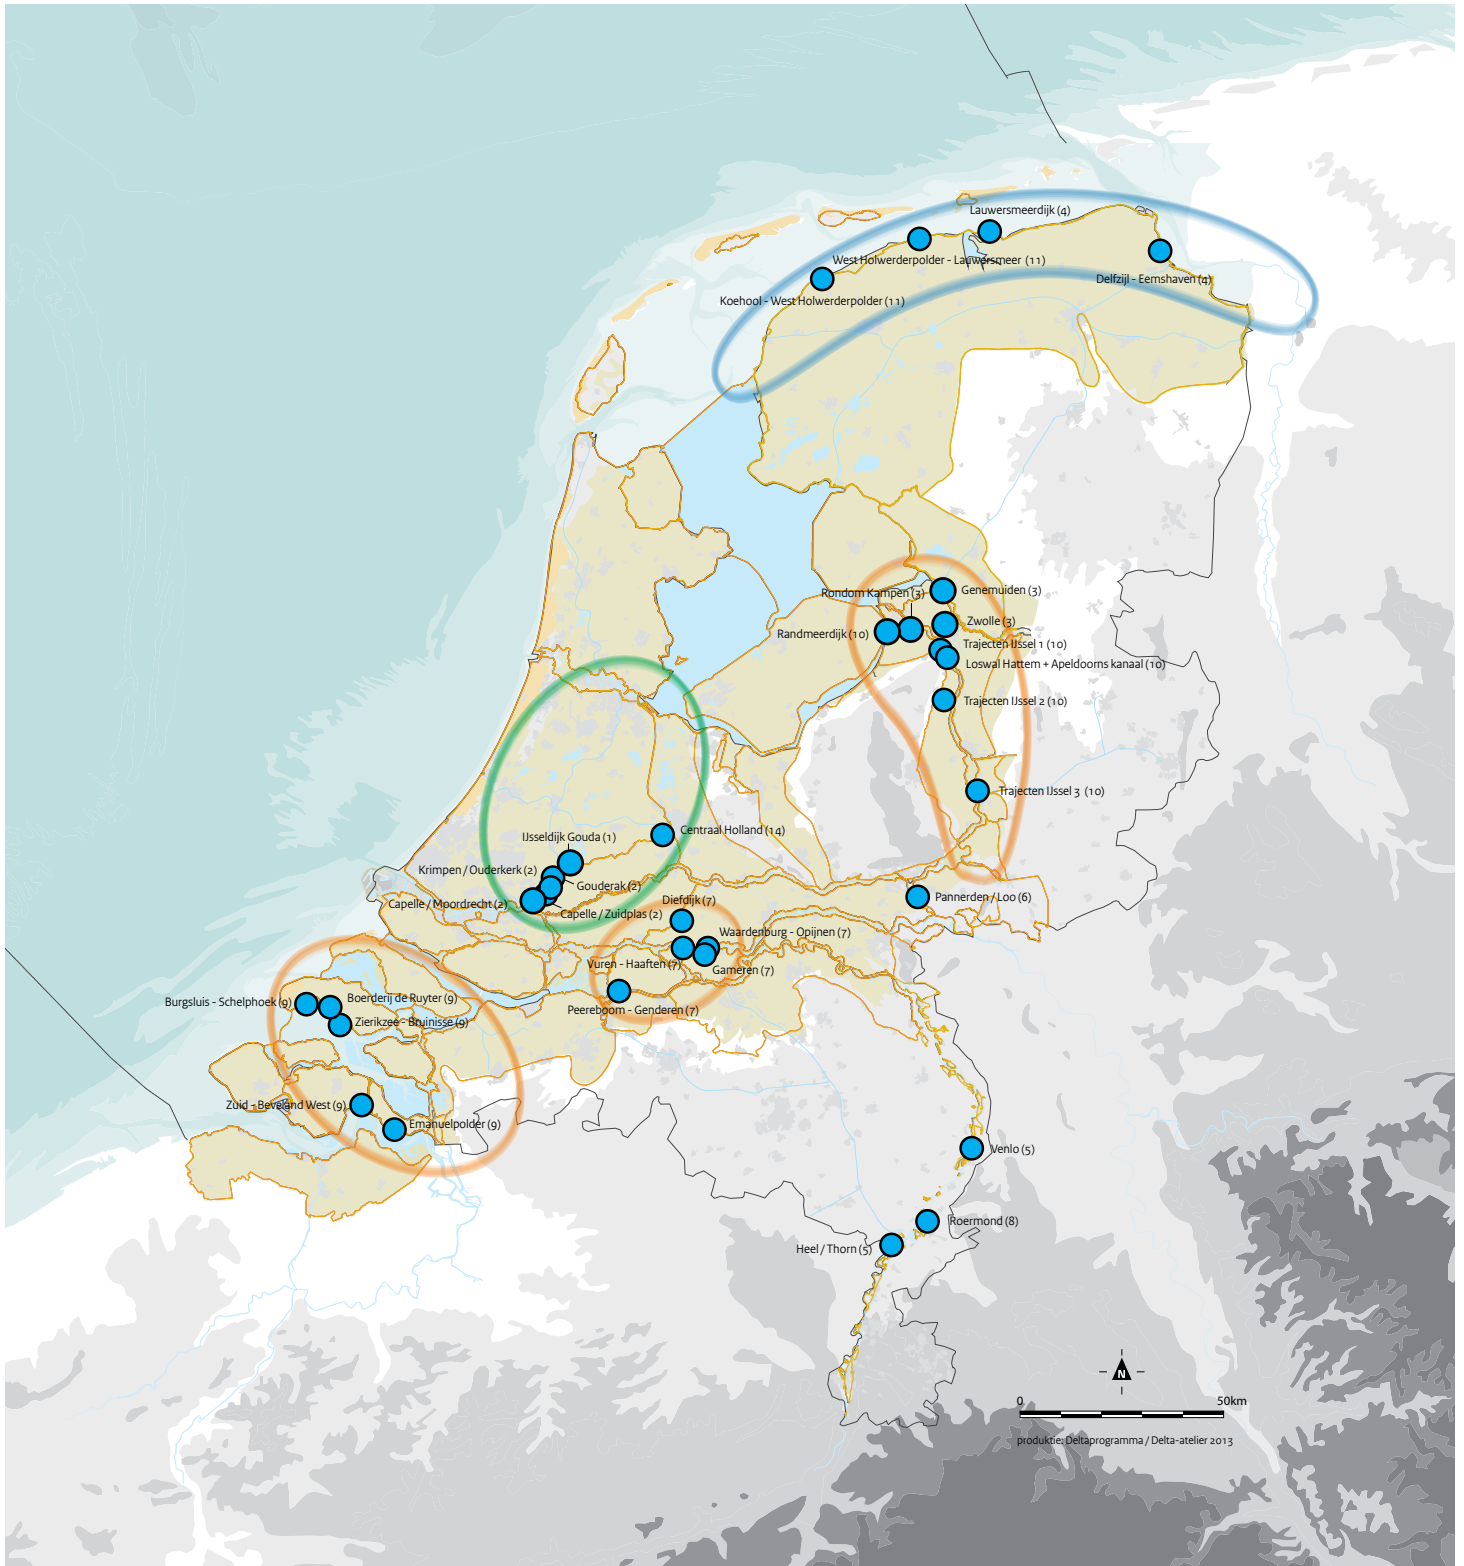 Lauwersmeerdijk (4)
West Holwerderpolder - Lauwersmeer (11)
Delfzijl - Eemshaven (4)
Koehool - West Holwerderpolder (11)
Rondom Kampen (3)
Genemuiden (3)
Zwolle (3)
Randmeerdijk (10)
Trajecten IJssel 1 (10)
Loswal Hattem + Apeldoorns kanaal (10)
Trajecten IJssel 2 (10)
Trajecten IJssel 3 (10)
Centraal Holland (14)
IJsseldijk Gouda (1)
Krimpen / Ouderkerk (2)
Gouderak (2)
Capelle / Moordrecht (2)
Capelle / Zuidplas (2)
Diefdijk (7)
Pannerden / Loo (6)
Waardenburg - Opijnen (7)
Vuren - Haaften (7)
Gameren (7)
Peereboom - Genderen (7)
Burgsluis - Schelphoek (9)
Boerderij de Ruyter (9)
Zierikzee - Bruinisse (9)
Zuid - Beveland West (9)
Emanuelpolder (9)
Venlo (5)
Roermond (8)
Heel / Thorn (5)
N
0 50km
produktie: Deltaprogramma / Delta-atelier 2013